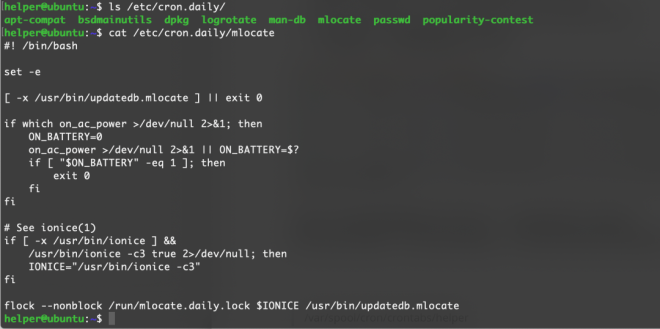 helper@ubuntu:~$ ls /etc/cron.daily/
apt-compat  bsdmainutils  dpkg  logrotate  man-db  mlocate  passwd  popularity-contest
helper@ubuntu:~$ cat /etc/cron.daily/mlocate
#! /bin/bash

set -e

[ -x /usr/bin/updatedb.mlocate ] || exit 0

if which on_ac_power >/dev/null 2>&1; then
    ON_BATTERY=0
    on_ac_power >/dev/null 2>&1 || ON_BATTERY=$?
    if [ "$ON_BATTERY" -eq 1 ]; then
        exit 0
    fi
fi

# See ionice(1)
if [ -x /usr/bin/ionice ] &&
    /usr/bin/ionice -c3 true 2>/dev/null; then
    IONICE="/usr/bin/ionice -c3"
fi

flock --nonblock /run/mlocate.daily.lock $IONICE /usr/bin/updatedb.mlocate
helper@ubuntu:~$